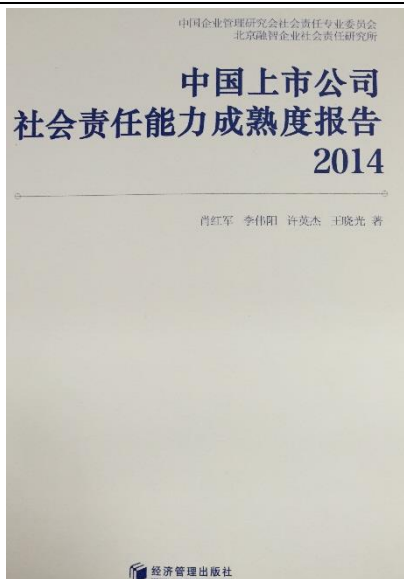 中国企业管理研究会社会责任专业委员会
北京融智企业社会责任研究所
中国上市公司
社会责任能力成熟度报告
2014
肖红军 李伟阳 许英杰 王晓光 著
经济管理出版社